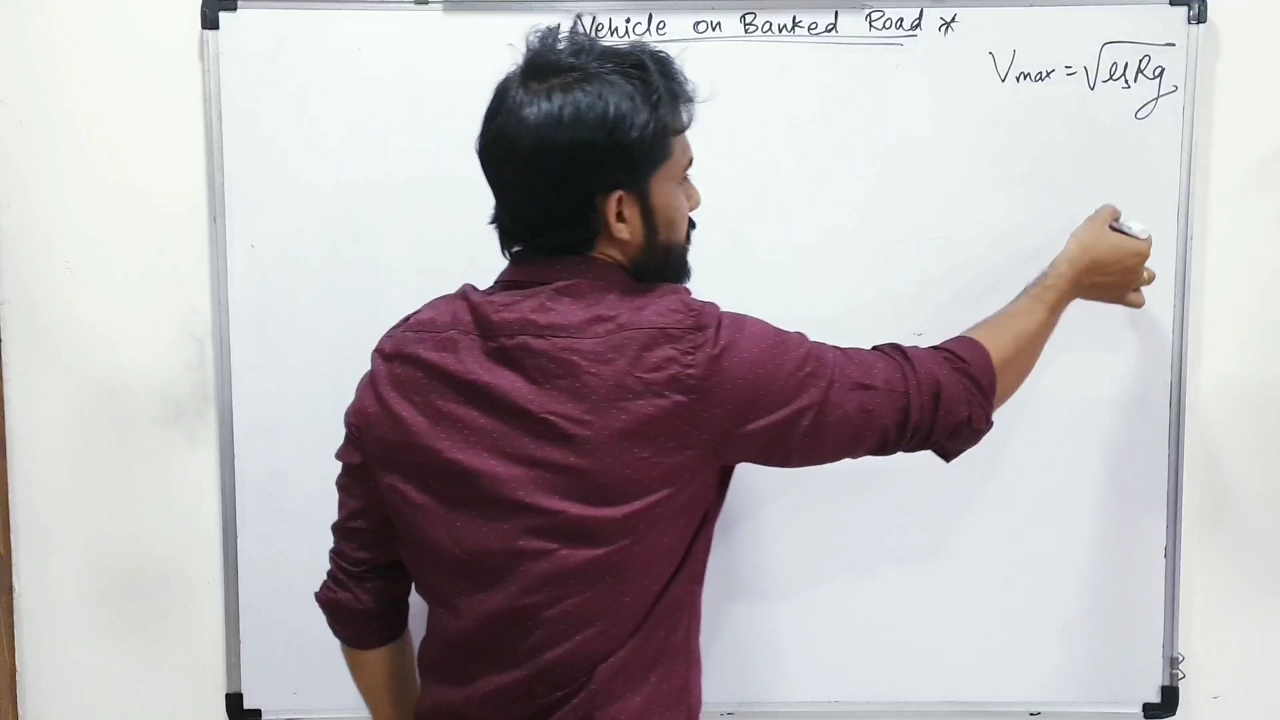 Vehicle on Banked Road *
Vmax = √μsRg